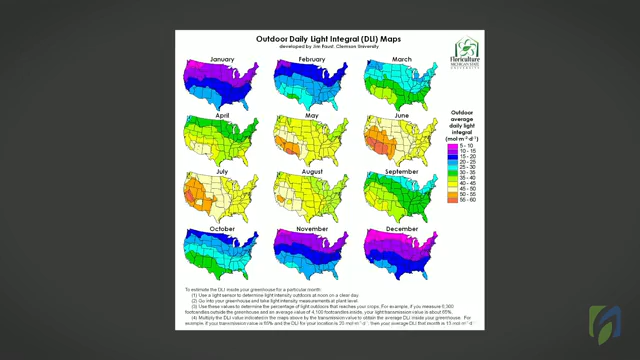 Outdoor Daily Light Integral (DLI) Maps
developed by Jim Faust, Clemson University
Floriculture
MICHIGAN STATE
UNIVERSITY
January
February
March
April
May
June
July
August
September
October
November
December
Outdoor
average
daily light
integral
(mol·m⁻²·d⁻¹)
5 - 10
10 - 15
15 - 20
20 - 25
25 - 30
30 - 35
35 - 40
40 - 45
45 - 50
50 - 55
55 - 60
To estimate the DLI inside your greenhouse for a particular month:
(1) Use a light sensor to determine light intensity outdoors at noon on a clear day.
(2) Go into your greenhouse and take light intensity measurements at plant level.
(3) Use these values to determine the percentage of light outdoors that reaches your crops. For example, if you measure 6,300
footcandles outside the greenhouse and an average of 4,100 footcandles inside, your light transmission value is about 65%.
(4) Multiply the DLI value indicated in the maps above by the transmission value to obtain the average DLI inside your greenhouse. For
example, if your transmission value is 65% and the DLI for your location is 20 mol·m⁻²·d⁻¹, then your average DLI that month is 13 mol·m⁻²·d⁻¹.